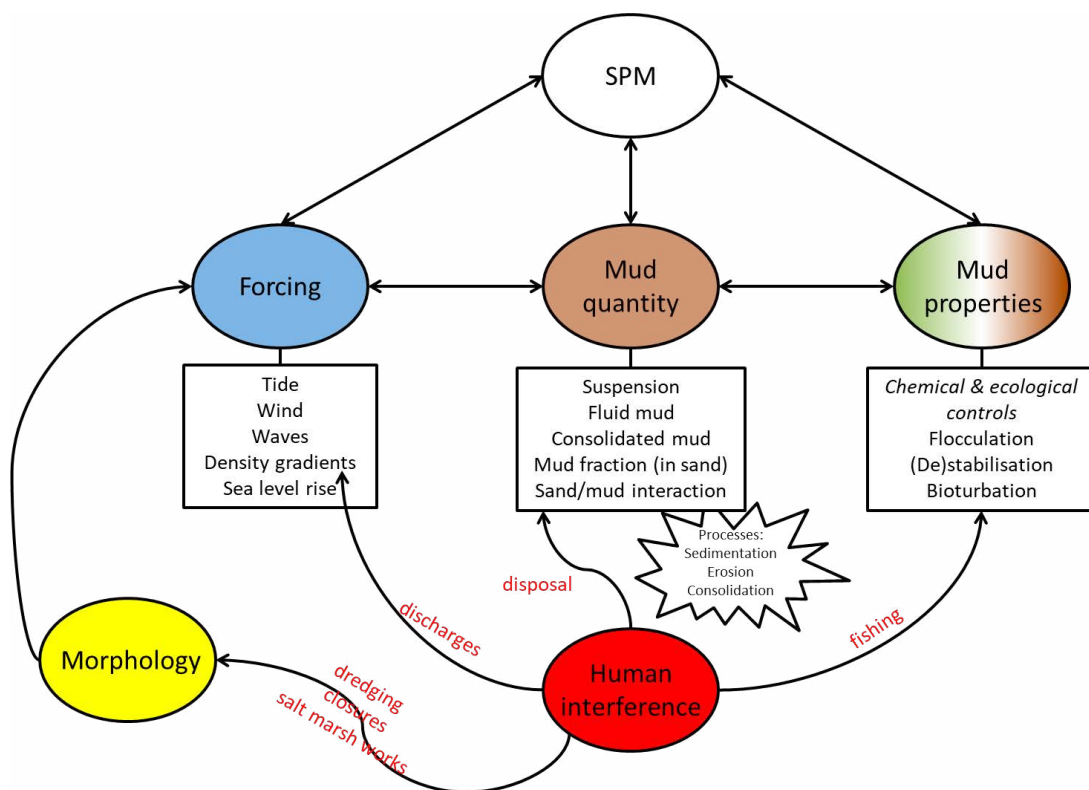 SPM
Forcing
Mud
quantity
Mud
properties
Tide
Wind
Waves
Density gradients
Sea level rise
Suspension
Fluid mud
Consolidated mud
Mud fraction (in sand)
Sand/mud interaction
Chemical & ecological
controls
Flocculation
(De)stabilisation
Bioturbation
Processes:
Sedimentation
Erosion
Consolidation
disposal
discharges
fishing
Morphology
dredging
closures
salt marsh works
Human
interference